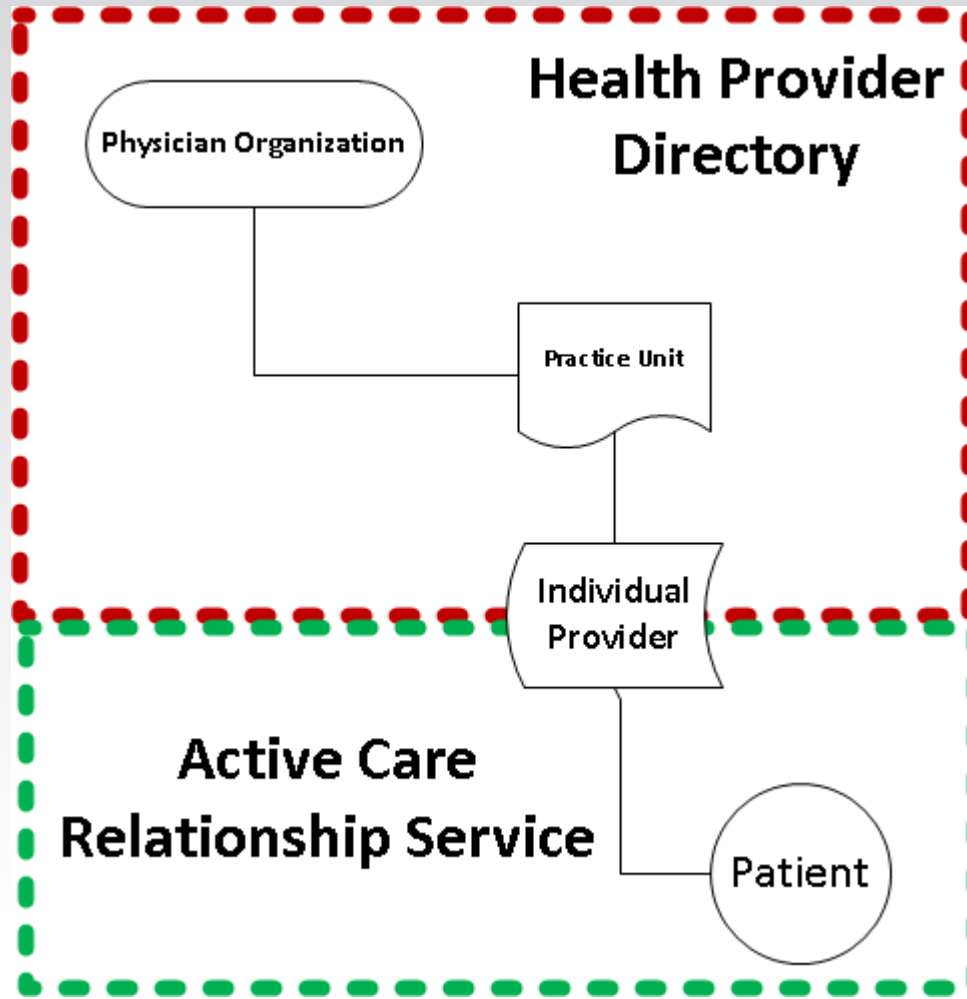 Health Provider
Directory
Physician Organization
Practice Unit
Individual
Provider
Active Care
Relationship Service
Patient